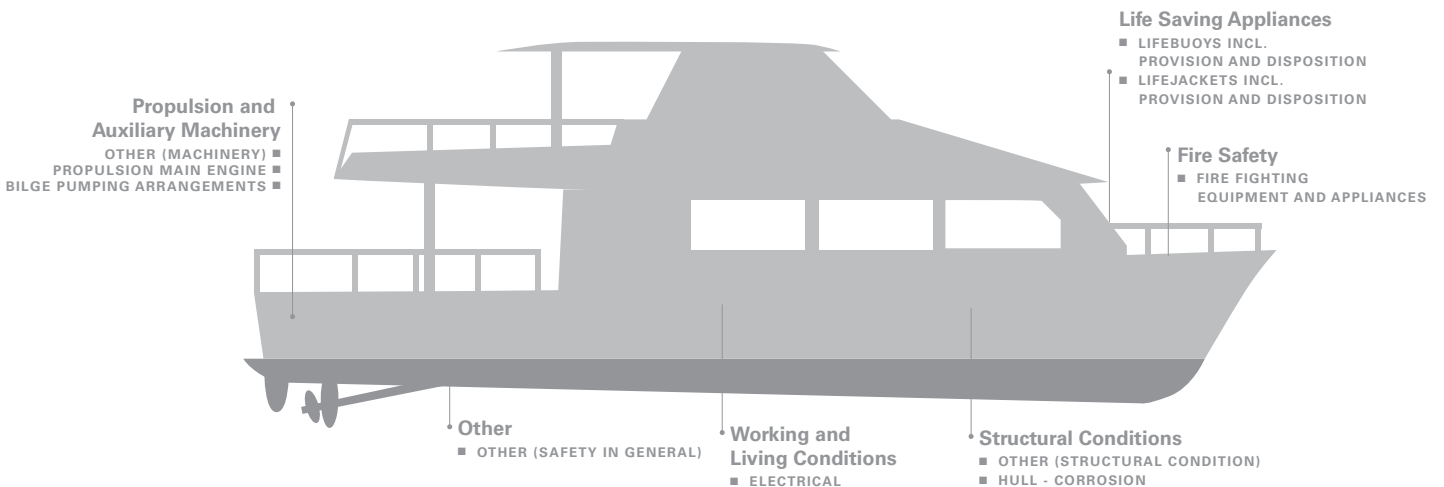 Life Saving Appliances
LIFEBUOYS INCL.
PROVISION AND DISPOSITION
LIFEJACKETS INCL.
PROVISION AND DISPOSITION
Propulsion and
Auxiliary Machinery
OTHER (MACHINERY)
PROPULSION MAIN ENGINE
BILGE PUMPING ARRANGEMENTS
Fire Safety
FIRE FIGHTING
EQUIPMENT AND APPLIANCES
Other
OTHER (SAFETY IN GENERAL)
Working and
Living Conditions
ELECTRICAL
Structural Conditions
OTHER (STRUCTURAL CONDITION)
HULL - CORROSION